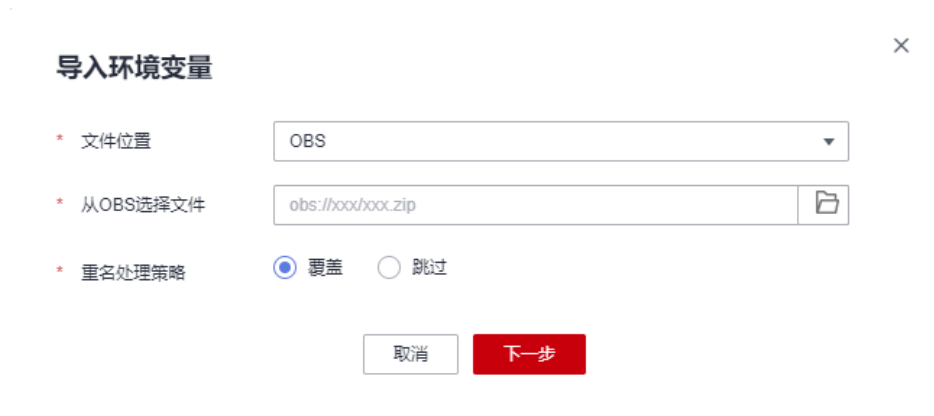 导入环境变量
* 文件位置 OBS
* 从OBS选择文件 obs://xxx/xxx.zip
* 重名处理策略 覆盖 跳过
取消 下一步